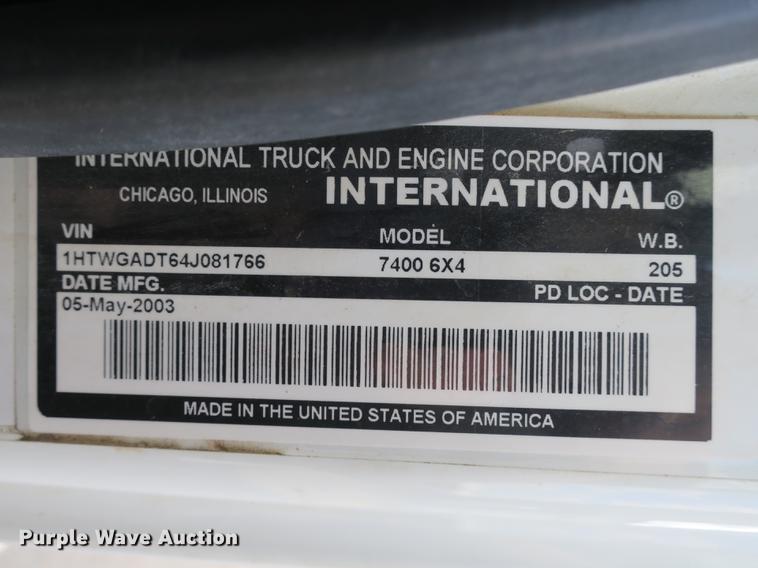 INTERNATIONAL TRUCK AND ENGINE CORPORATION
CHICAGO, ILLINOIS INTERNATIONAL®
VIN MODEL W.B.
1HTWGADT64J081766 7400 6X4 205
DATE MFG. PD LOC - DATE
05-May-2003
MADE IN THE UNITED STATES OF AMERICA
Purple Wave Auction